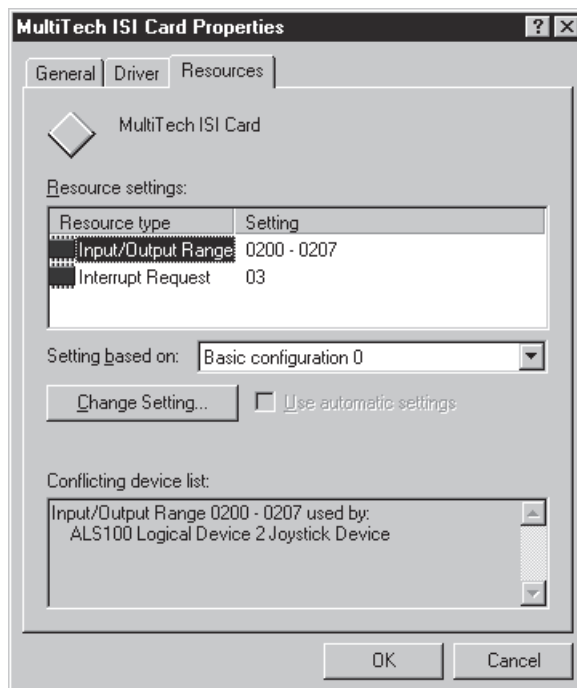 MultiTech ISI Card Properties
? X
General Driver Resources
MultiTech ISI Card
Resource settings:
Resource type Setting
Input/Output Range 0200 - 0207
Interrupt Request 03
Setting based on: Basic configuration 0
Change Setting... Use automatic settings
Conflicting device list:
Input/Output Range 0200 - 0207 used by:
ALS100 Logical Device 2 Joystick Device
OK Cancel